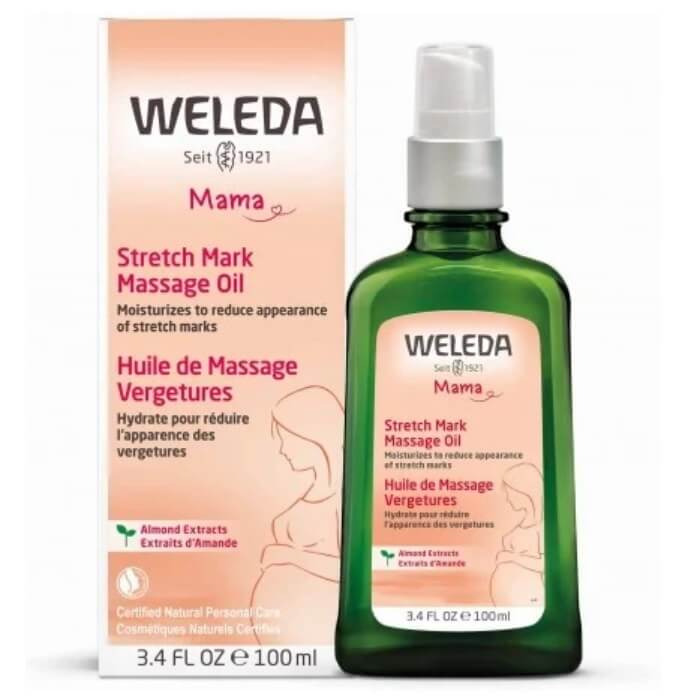 WELEDA
Seit 1921
Mama
Stretch Mark
Massage Oil
Moisturizes to reduce appearance
of stretch marks
Huile de Massage
Vergetures
Hydrate pour réduire
l'apparence des
vergetures
Almond Extracts
Extraits d'Amande
Certified Natural Personal Care
Cosmétiques Naturels Certifiés
3.4 FL OZ e 100 ml
WELEDA
Seit 1921
Mama
Stretch Mark
Massage Oil
Moisturizes to reduce appearance
of stretch marks
Huile de Massage
Vergetures
Hydrate pour réduire
l'apparence des vergetures
Almond Extracts
Extraits d'Amande
3.4 FL OZ e 100 ml